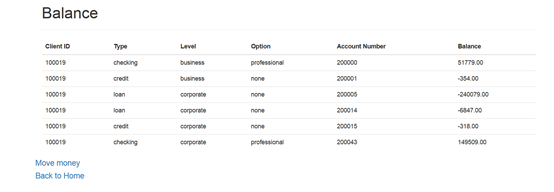 Balance
Client ID Type Level Option Account Number Balance
100019 checking business professional 200000 51779.00
100019 credit business none 200001 -354.00
100019 loan corporate none 200005 -240079.00
100019 loan corporate none 200014 -6847.00
100019 credit corporate none 200015 -318.00
100019 checking corporate professional 200043 149509.00
Move money
Back to Home